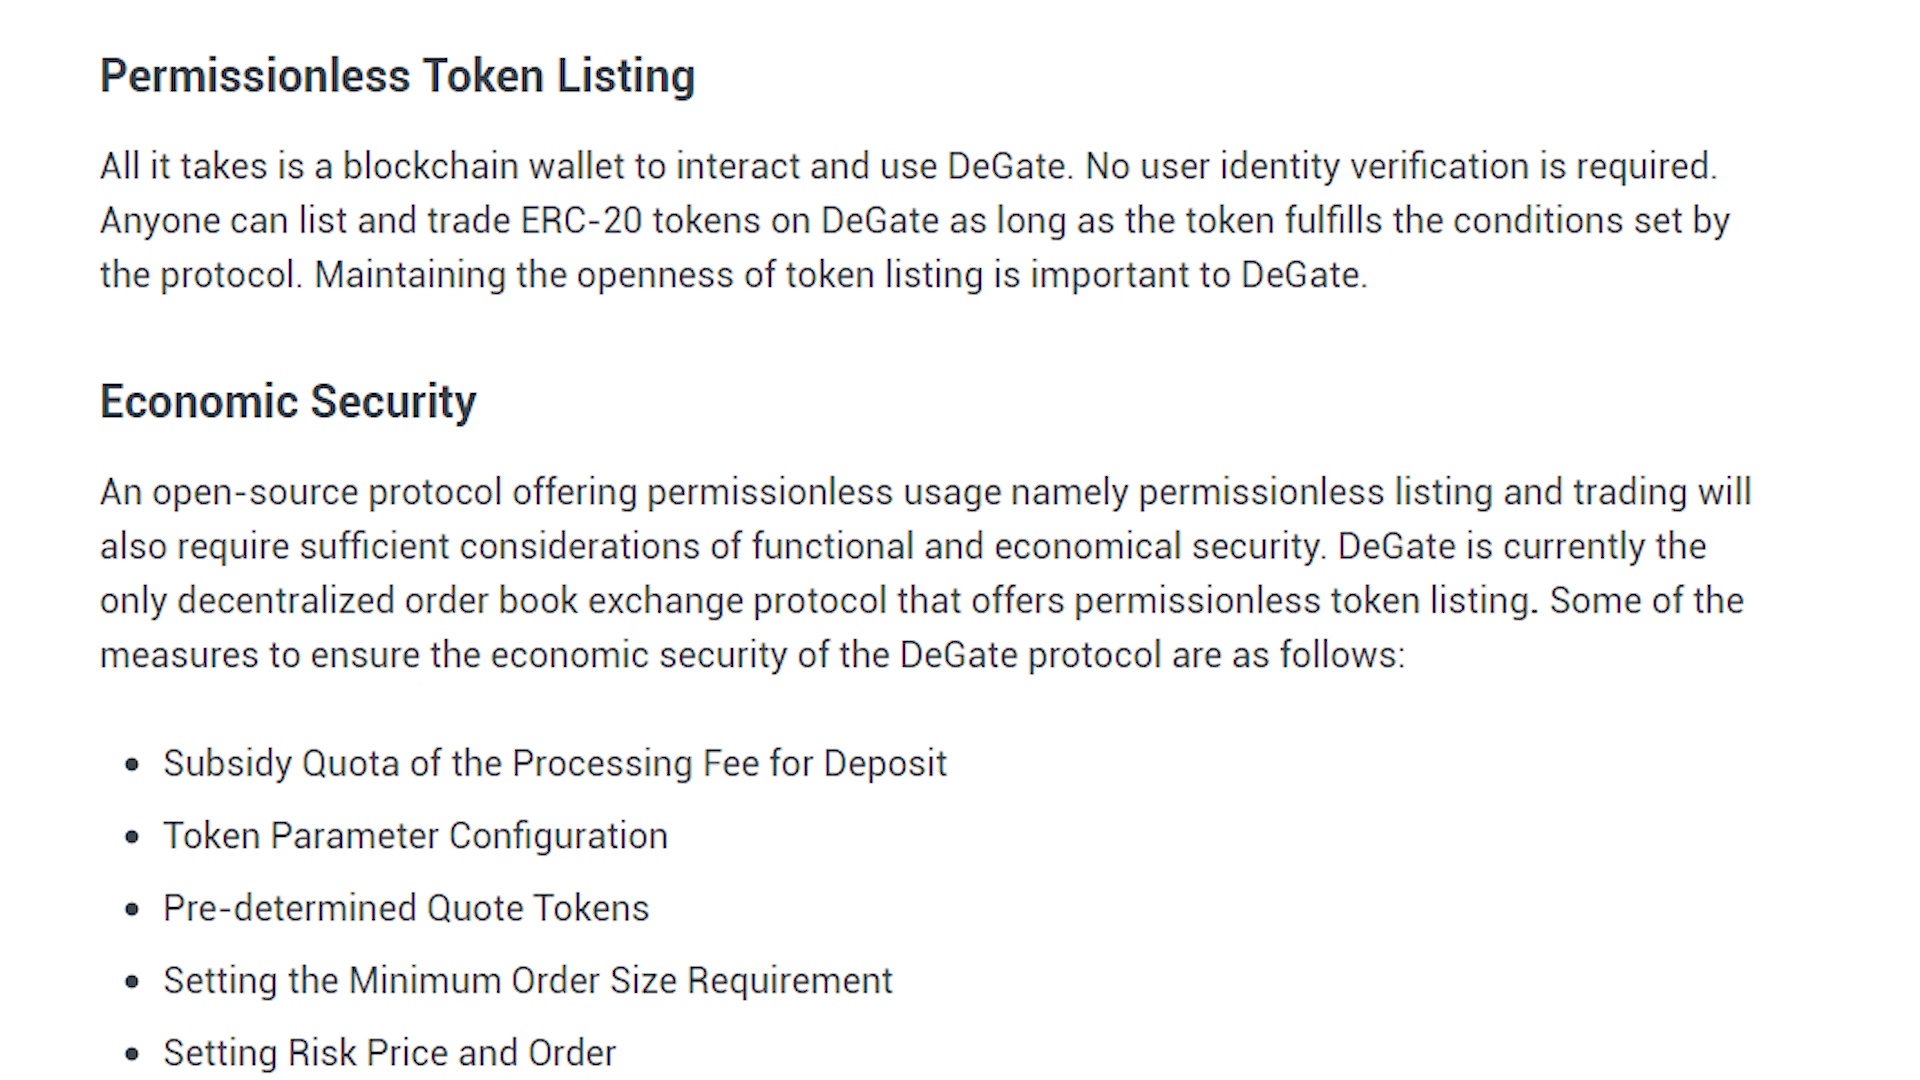 Permissionless Token Listing
All it takes is a blockchain wallet to interact and use DeGate. No user identity verification is required.
Anyone can list and trade ERC-20 tokens on DeGate as long as the token fulfills the conditions set by
the protocol. Maintaining the openness of token listing is important to DeGate.
Economic Security
An open-source protocol offering permissionless usage namely permissionless listing and trading will
also require sufficient considerations of functional and economical security. DeGate is currently the
only decentralized order book exchange protocol that offers permissionless token listing. Some of the
measures to ensure the economic security of the DeGate protocol are as follows:
• Subsidy Quota of the Processing Fee for Deposit
• Token Parameter Configuration
• Pre-determined Quote Tokens
• Setting the Minimum Order Size Requirement
• Setting Risk Price and Order